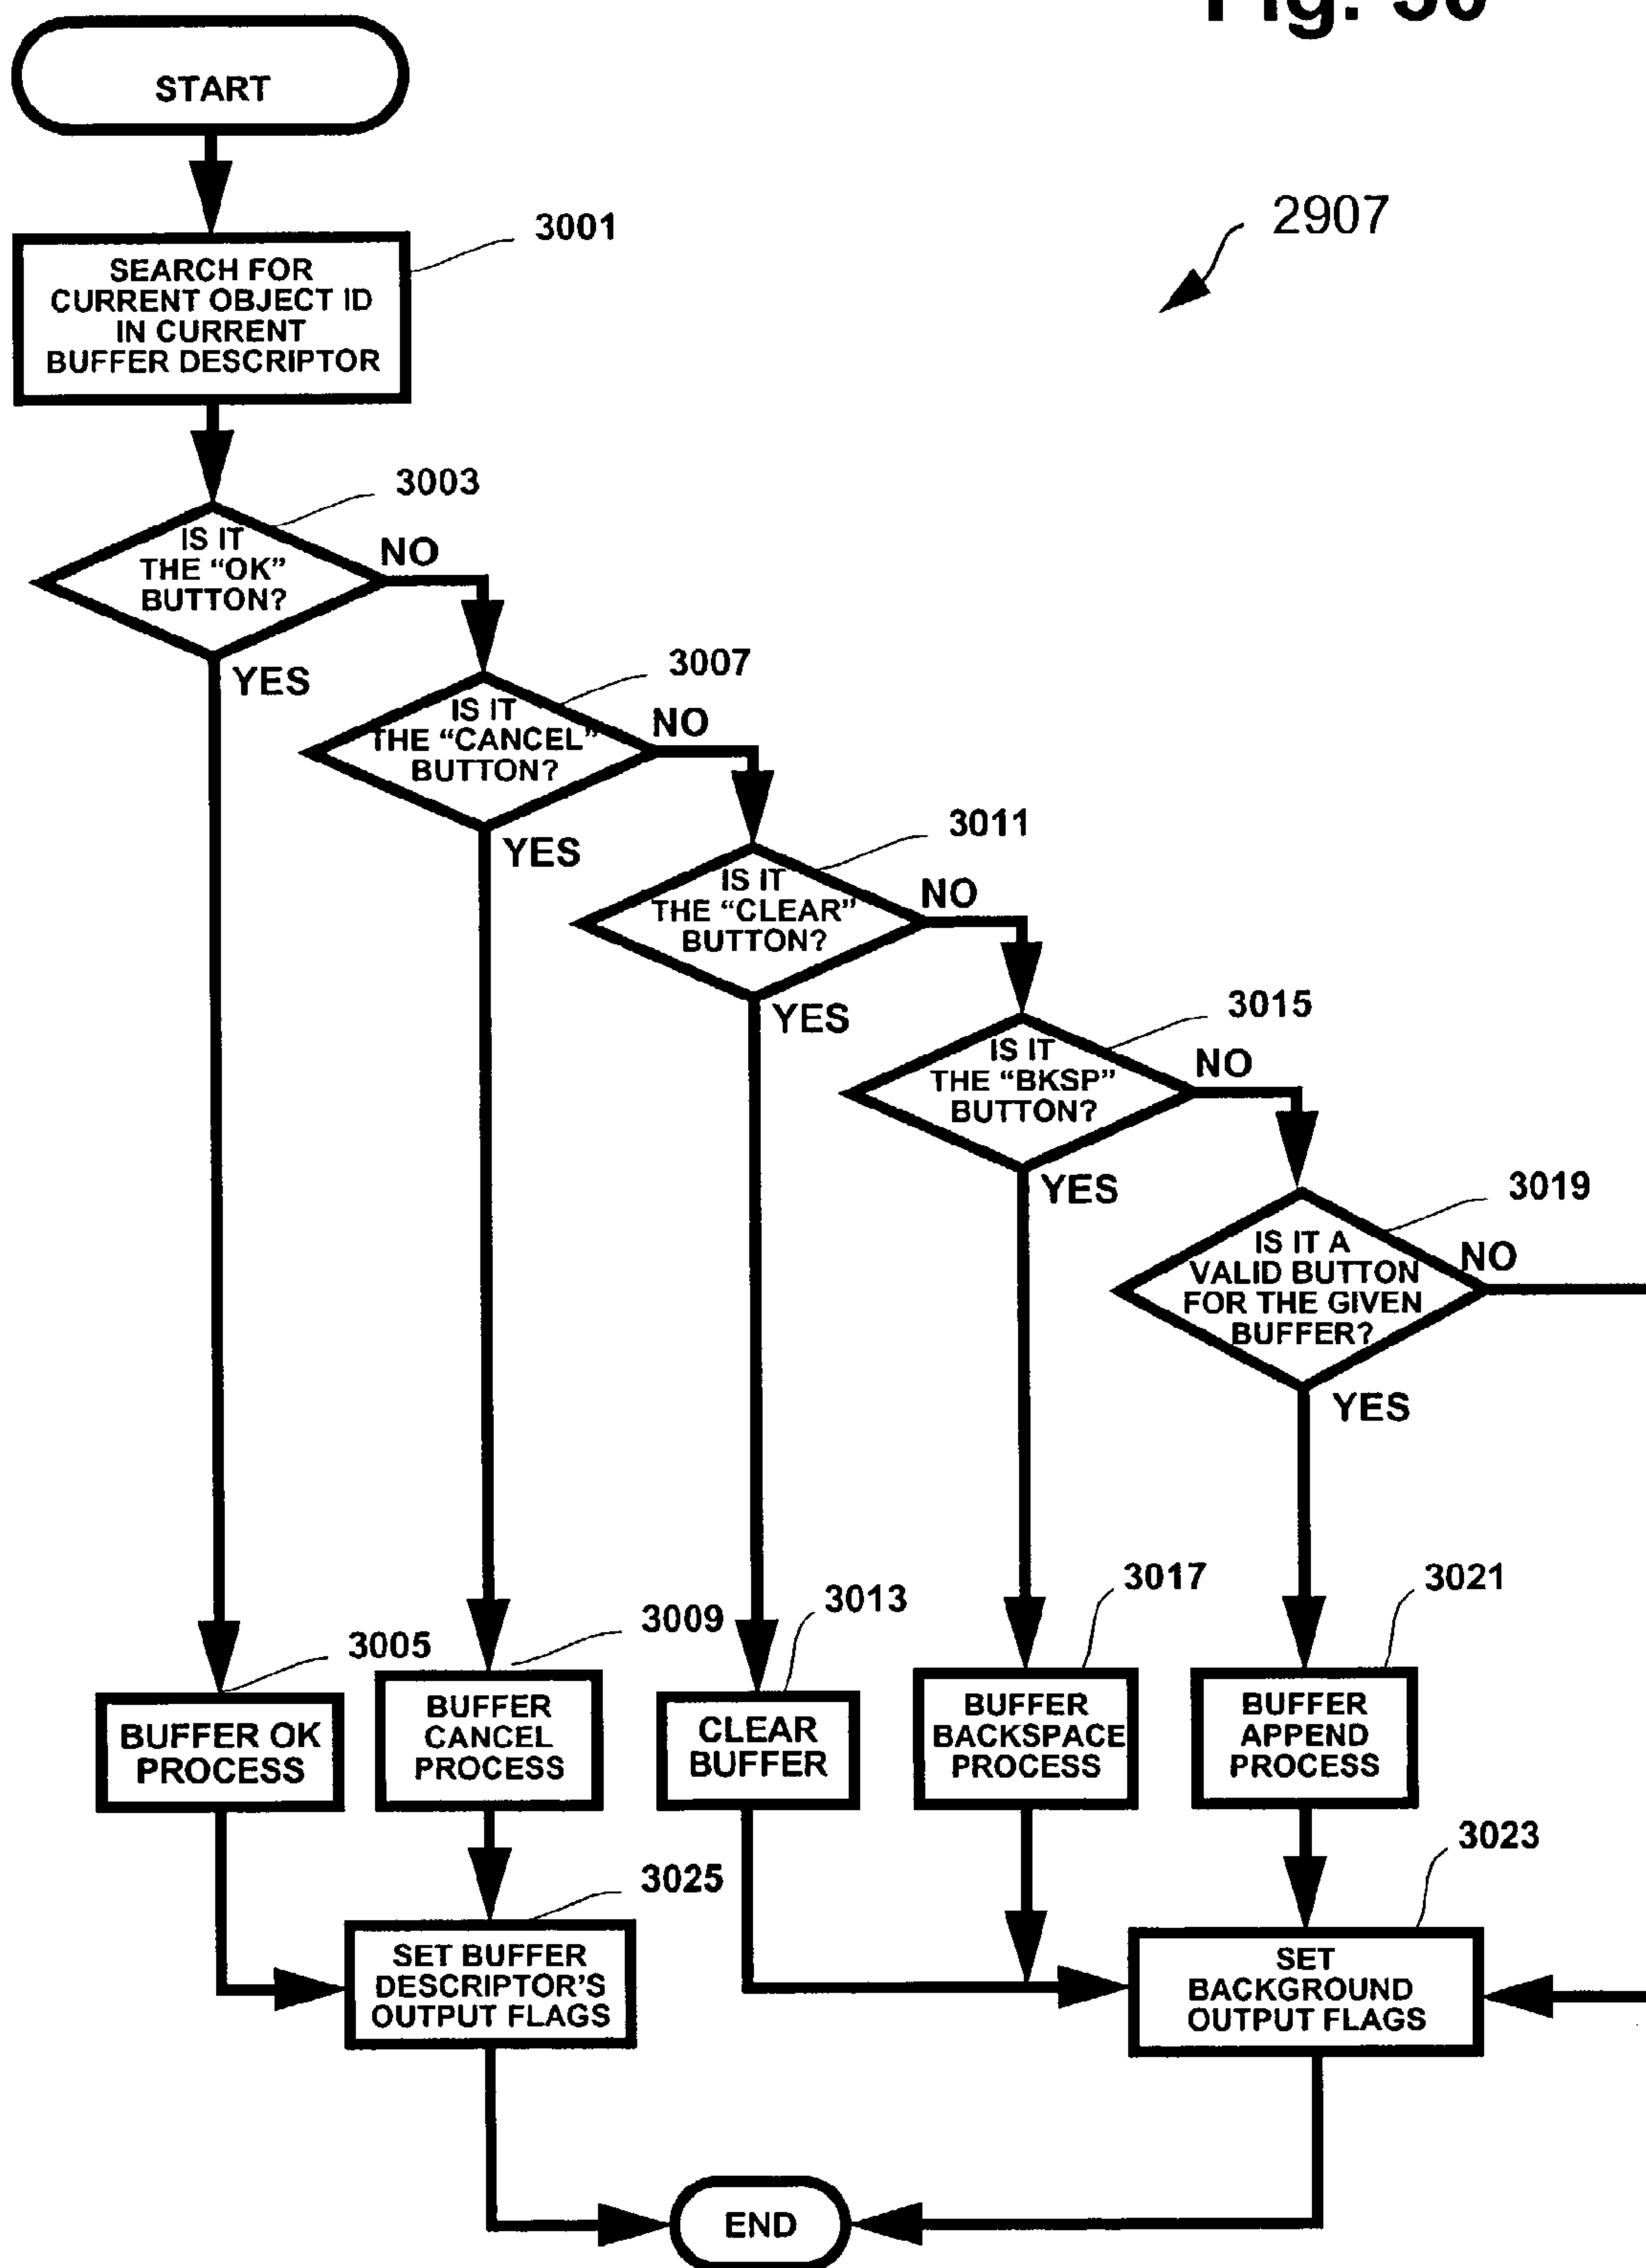 Fig. 30
START
2907
3001
SEARCH FOR
CURRENT OBJECT ID
IN CURRENT
BUFFER DESCRIPTOR
3003
IS IT
THE “OK”
BUTTON?
NO
YES
3007
IS IT
THE “CANCEL”
BUTTON?
NO
YES
3011
IS IT
THE “CLEAR”
BUTTON?
NO
YES
3015
IS IT
THE “BKSP”
BUTTON?
NO
YES
3019
IS IT A
VALID BUTTON
FOR THE GIVEN
BUFFER?
NO
YES
3005
BUFFER OK
PROCESS
3009
BUFFER
CANCEL
PROCESS
3013
CLEAR
BUFFER
3017
BUFFER
BACKSPACE
PROCESS
3021
BUFFER
APPEND
PROCESS
3025
SET BUFFER
DESCRIPTOR'S
OUTPUT FLAGS
3023
SET
BACKGROUND
OUTPUT FLAGS
END